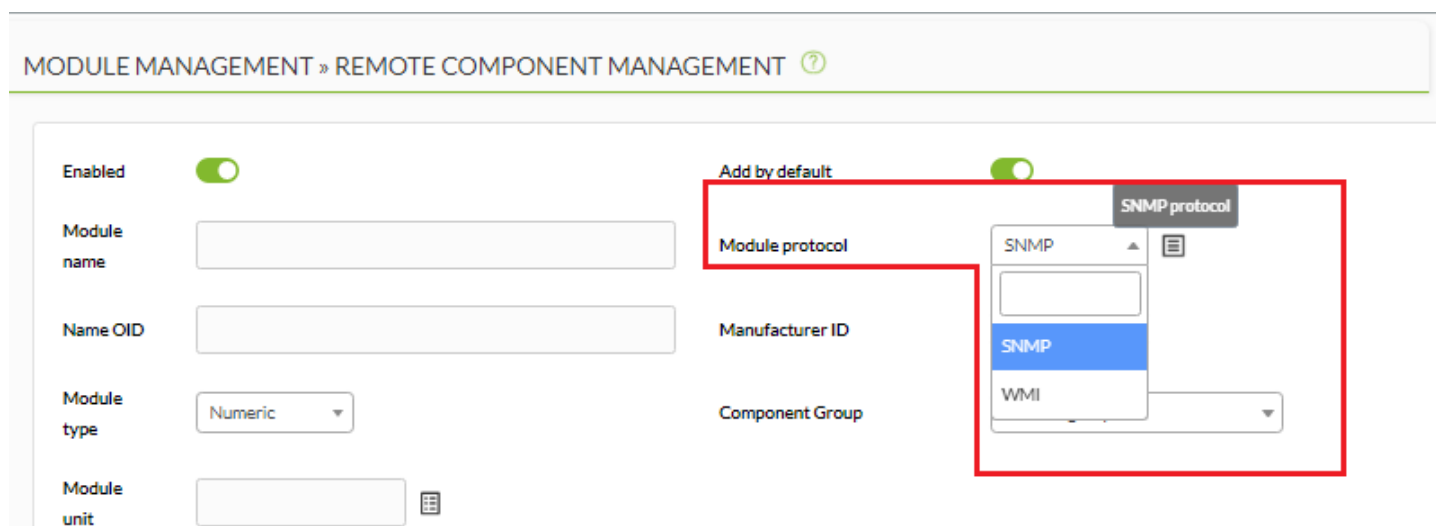 MODULE MANAGEMENT » REMOTE COMPONENT MANAGEMENT ?
Enabled
Add by default
SNMP protocol
Module
name
Module protocol
SNMP
Name OID
Manufacturer ID
SNMP
WMI
Module
type
Numeric
Component Group
Module
unit